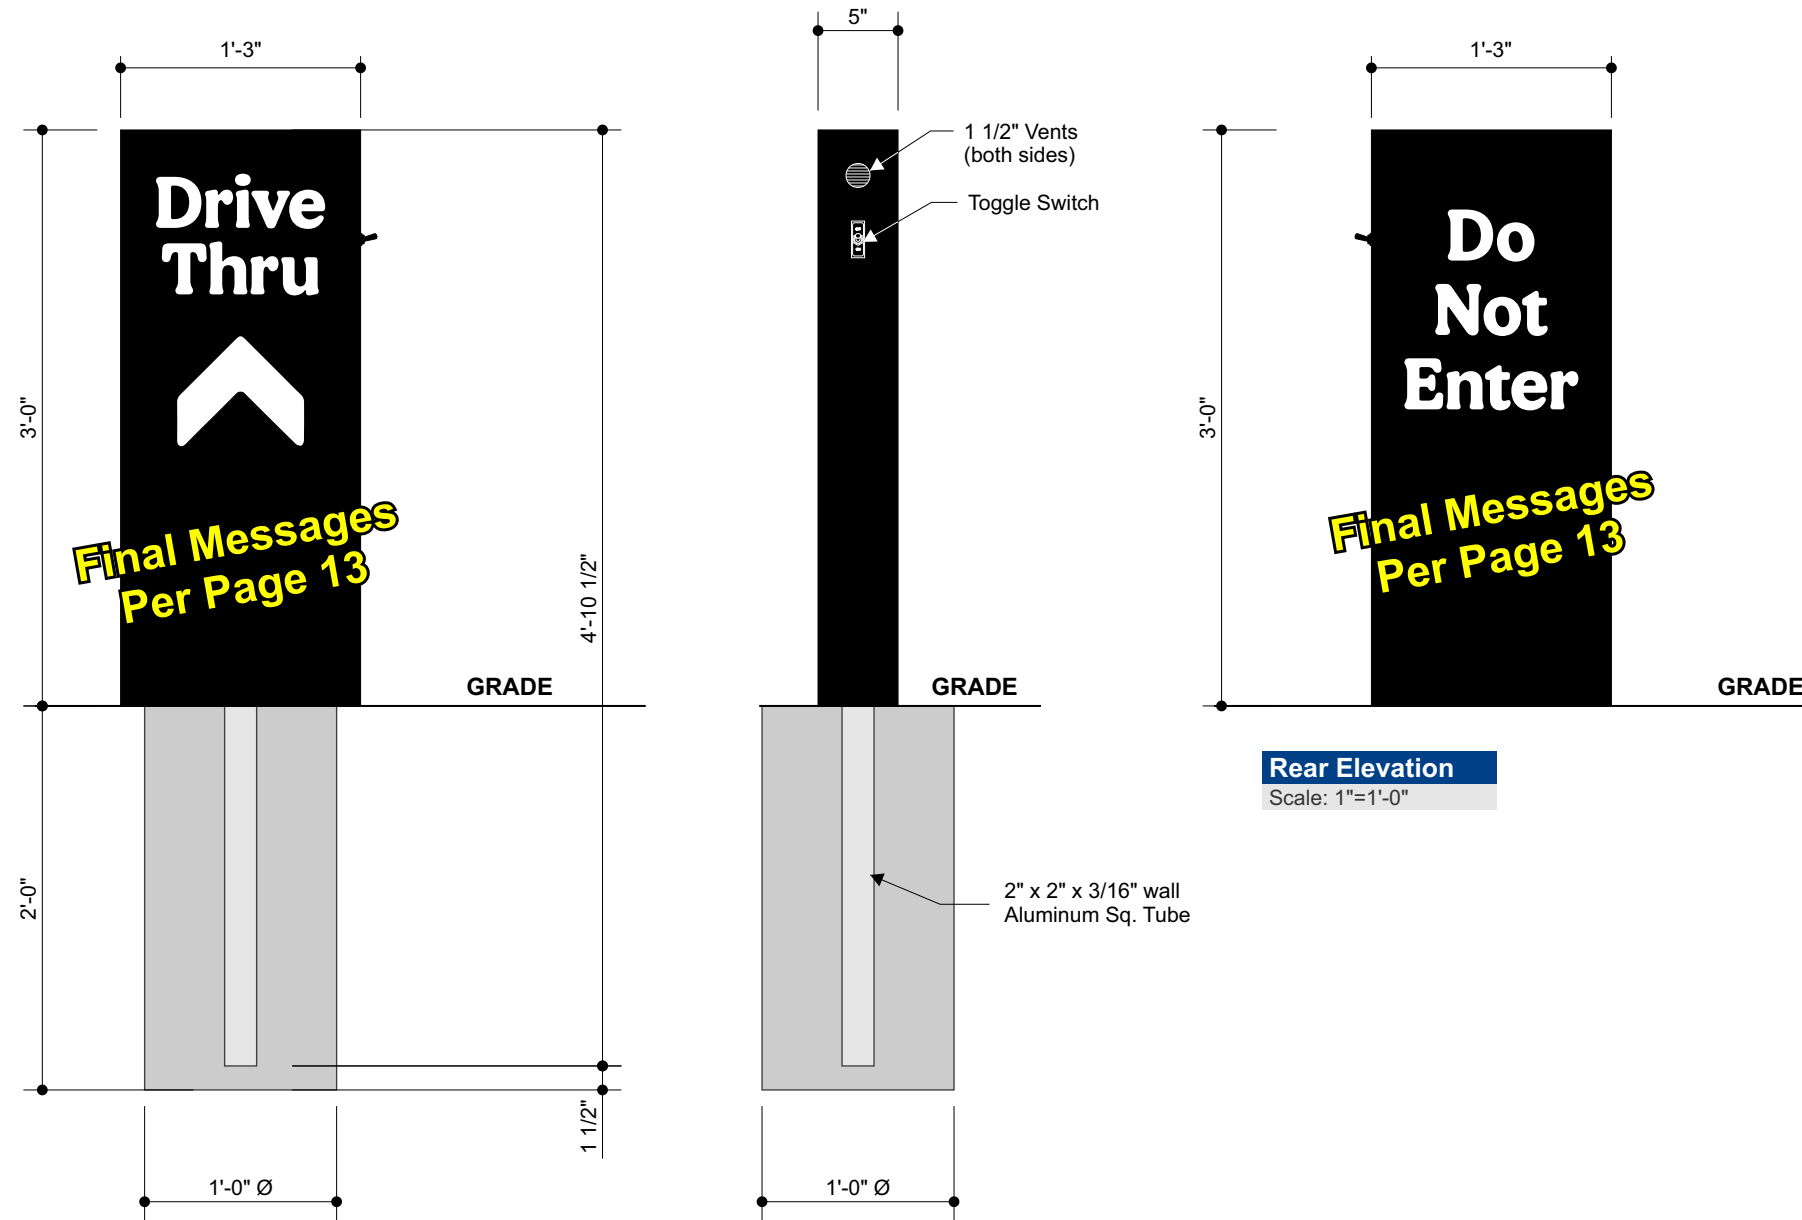 1'-3"
Drive
Thru
Final Messages
Per Page 13
3'-0"
4'-10 1/2"
GRADE
2'-0"
1 1/2"
1'-0" Ø
5"
1 1/2" Vents
(both sides)
Toggle Switch
GRADE
2" x 2" x 3/16" wall
Aluminum Sq. Tube
1'-0" Ø
1'-3"
Do
Not
Enter
Final Messages
Per Page 13
3'-0"
GRADE
Rear Elevation
Scale: 1"=1'-0"